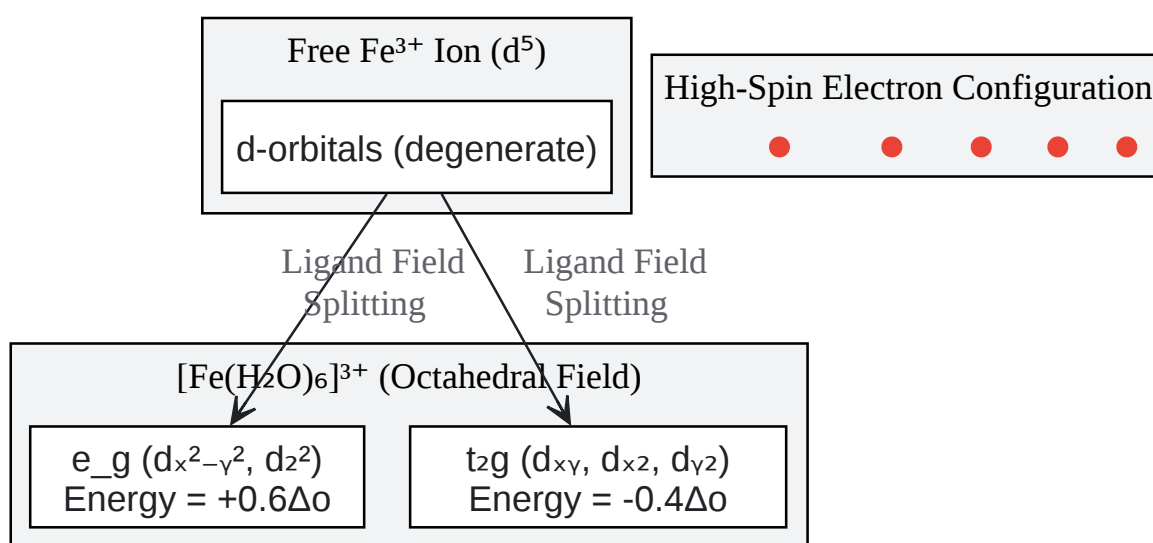 Free Fe³⁺ Ion (d⁵)
d-orbitals (degenerate)
High-Spin Electron Configuration
Ligand Field
Splitting
Ligand Field
Splitting
[Fe(H₂O)₆]³⁺ (Octahedral Field)
e_g (dₓ²₋ᵧ², d₂²)
Energy = +0.6Δo
t₂g (dₓᵧ, dₓ₂, dᵧ₂)
Energy = -0.4Δo